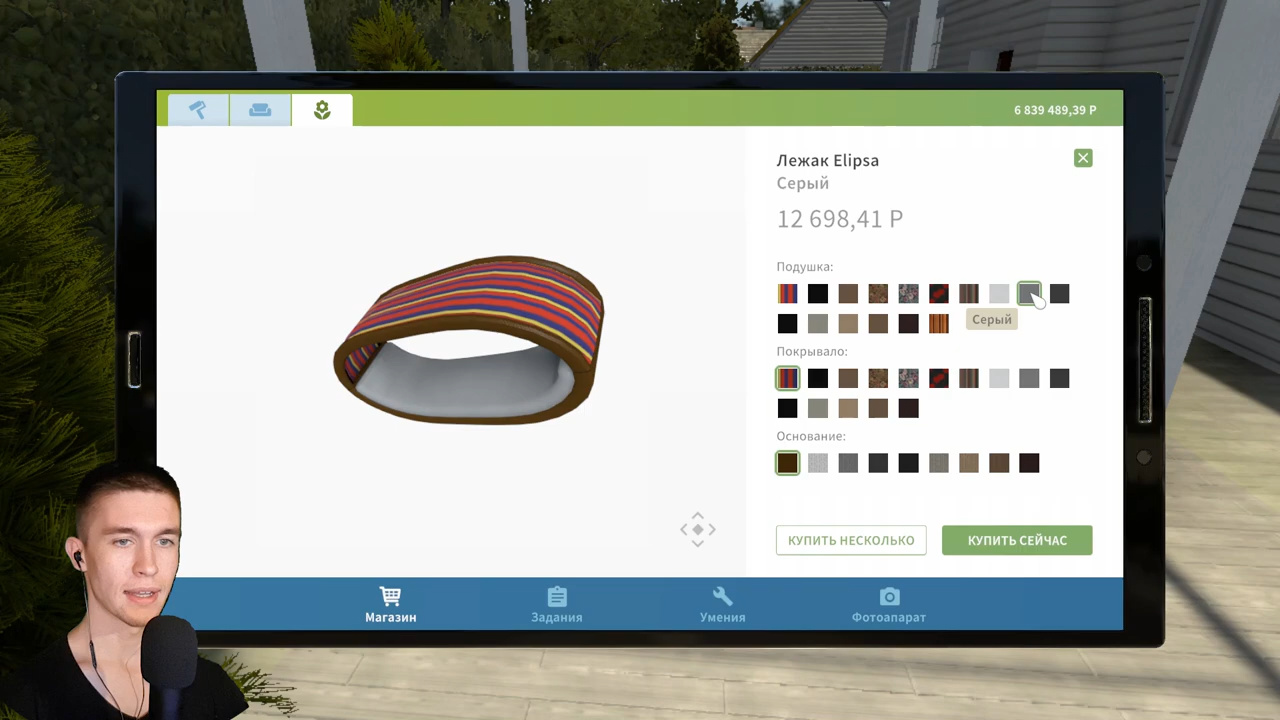 6 839 489,39 Р
Лежак Elipsa
Серый
12 698,41 Р
Подушка:
Серый
Покрывало:
Основание:
КУПИТЬ НЕСКОЛЬКО
КУПИТЬ СЕЙЧАС
Магазин
Задания
Умения
Фотоапарат